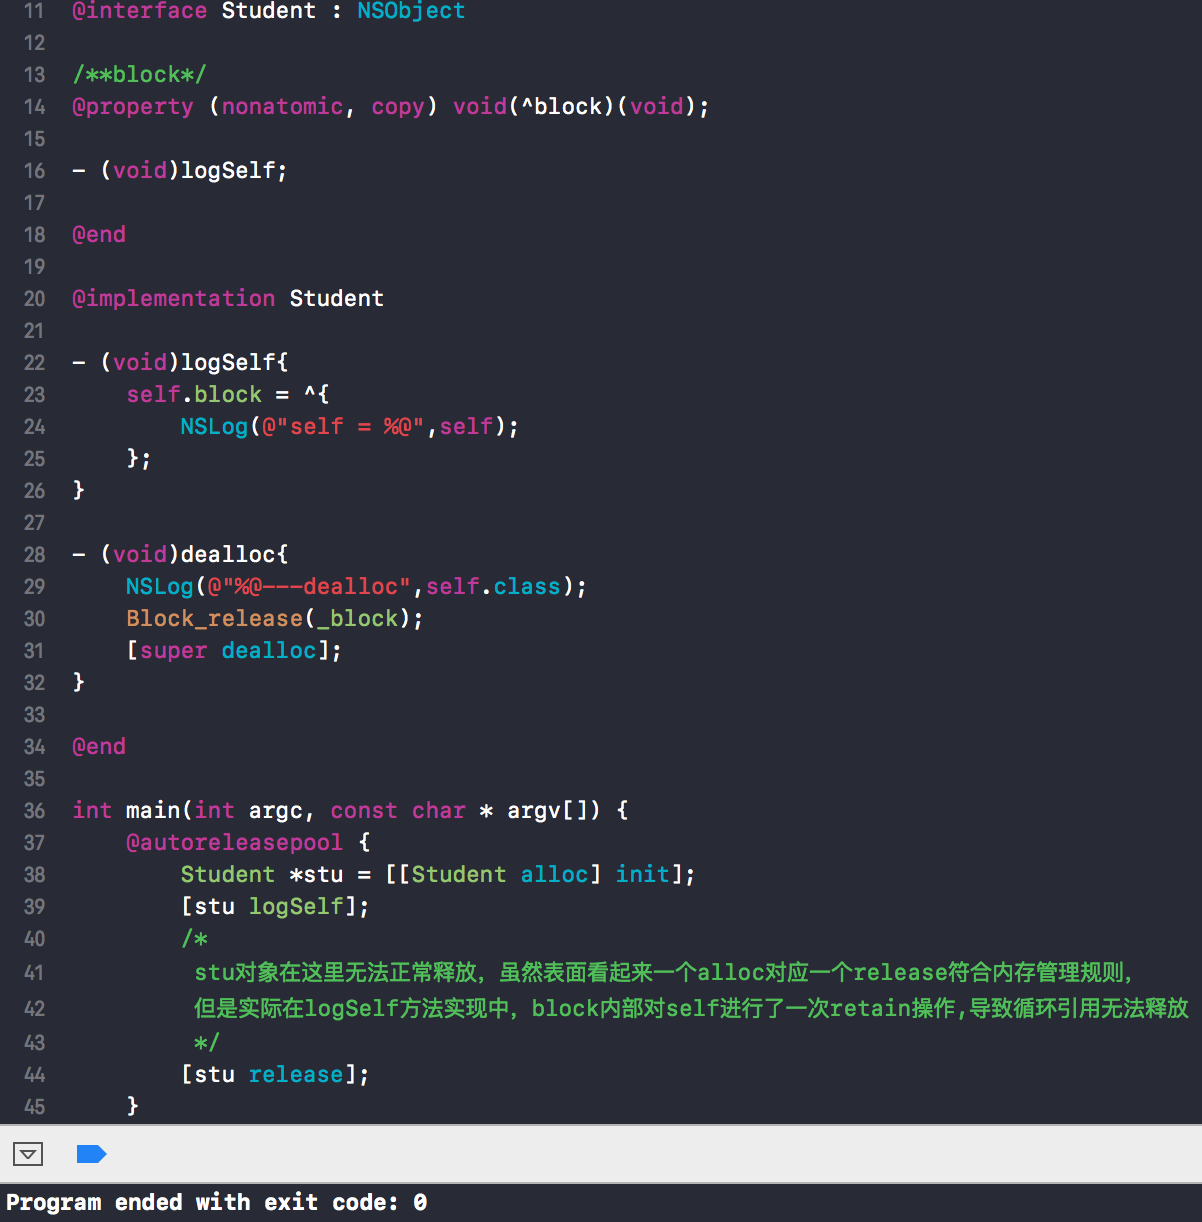 11 @interface Student : NSObject
12
13 /**block*/
14 @property (nonatomic, copy) void(^block)(void);
15
16 - (void)logSelf;
17
18 @end
19
20 @implementation Student
21
22 - (void)logSelf{
23     self.block = ^{
24         NSLog(@"self = %@",self);
25     };
26 }
27
28 - (void)dealloc{
29     NSLog(@"%@---dealloc",self.class);
30     Block_release(_block);
31     [super dealloc];
32 }
33
34 @end
35
36 int main(int argc, const char * argv[]) {
37     @autoreleasepool {
38         Student *stu = [[Student alloc] init];
39         [stu logSelf];
40         /*
41          stu对象在这里无法正常释放，虽然表面看起来一个alloc对应一个release符合内存管理规则，
42          但是实际在logSelf方法实现中，block内部对self进行了一次retain操作,导致循环引用无法释放
43          */
44         [stu release];
45     }
Program ended with exit code: 0